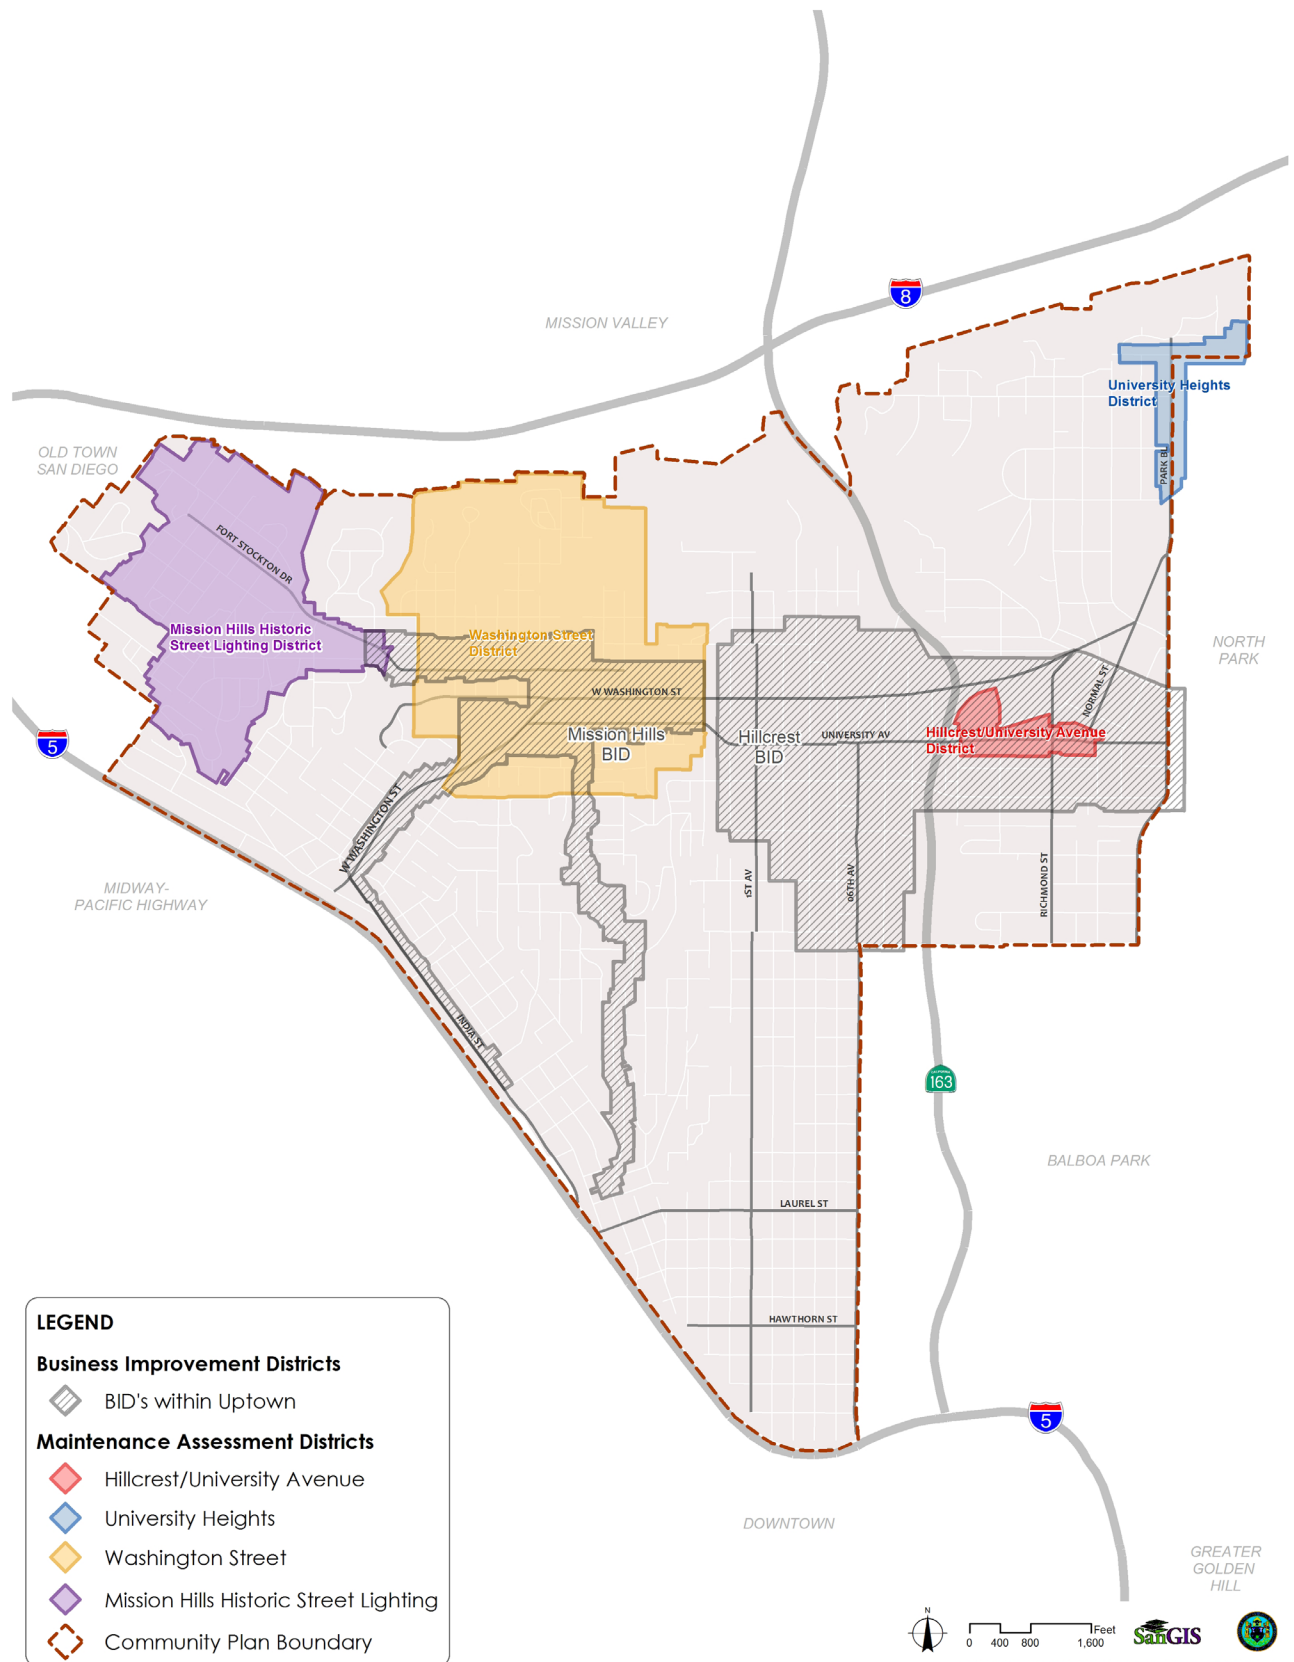 8
MISSION VALLEY
University Heights
District
OLD TOWN
SAN DIEGO
PARK BL
FORT STOCKTON DR
Mission Hills Historic
Street Lighting District
Washington Street
District
NORTH
PARK
W WASHINGTON ST
NORMAL ST
5
Mission Hills
BID
Hillcrest
BID
UNIVERSITY AV
Hillcrest/University Avenue
District
W WASHINGTON ST
MIDWAY-
PACIFIC HIGHWAY
1ST AV
06TH AV
RICHMOND ST
INDIA ST
CALIFORNIA
163
BALBOA PARK
LAUREL ST
HAWTHORN ST
5
DOWNTOWN
GREATER
GOLDEN
HILL
LEGEND
Business Improvement Districts
BID's within Uptown
Maintenance Assessment Districts
Hillcrest/University Avenue
University Heights
Washington Street
Mission Hills Historic Street Lighting
Community Plan Boundary
N
Feet
0 400 800 1,600
SanGIS